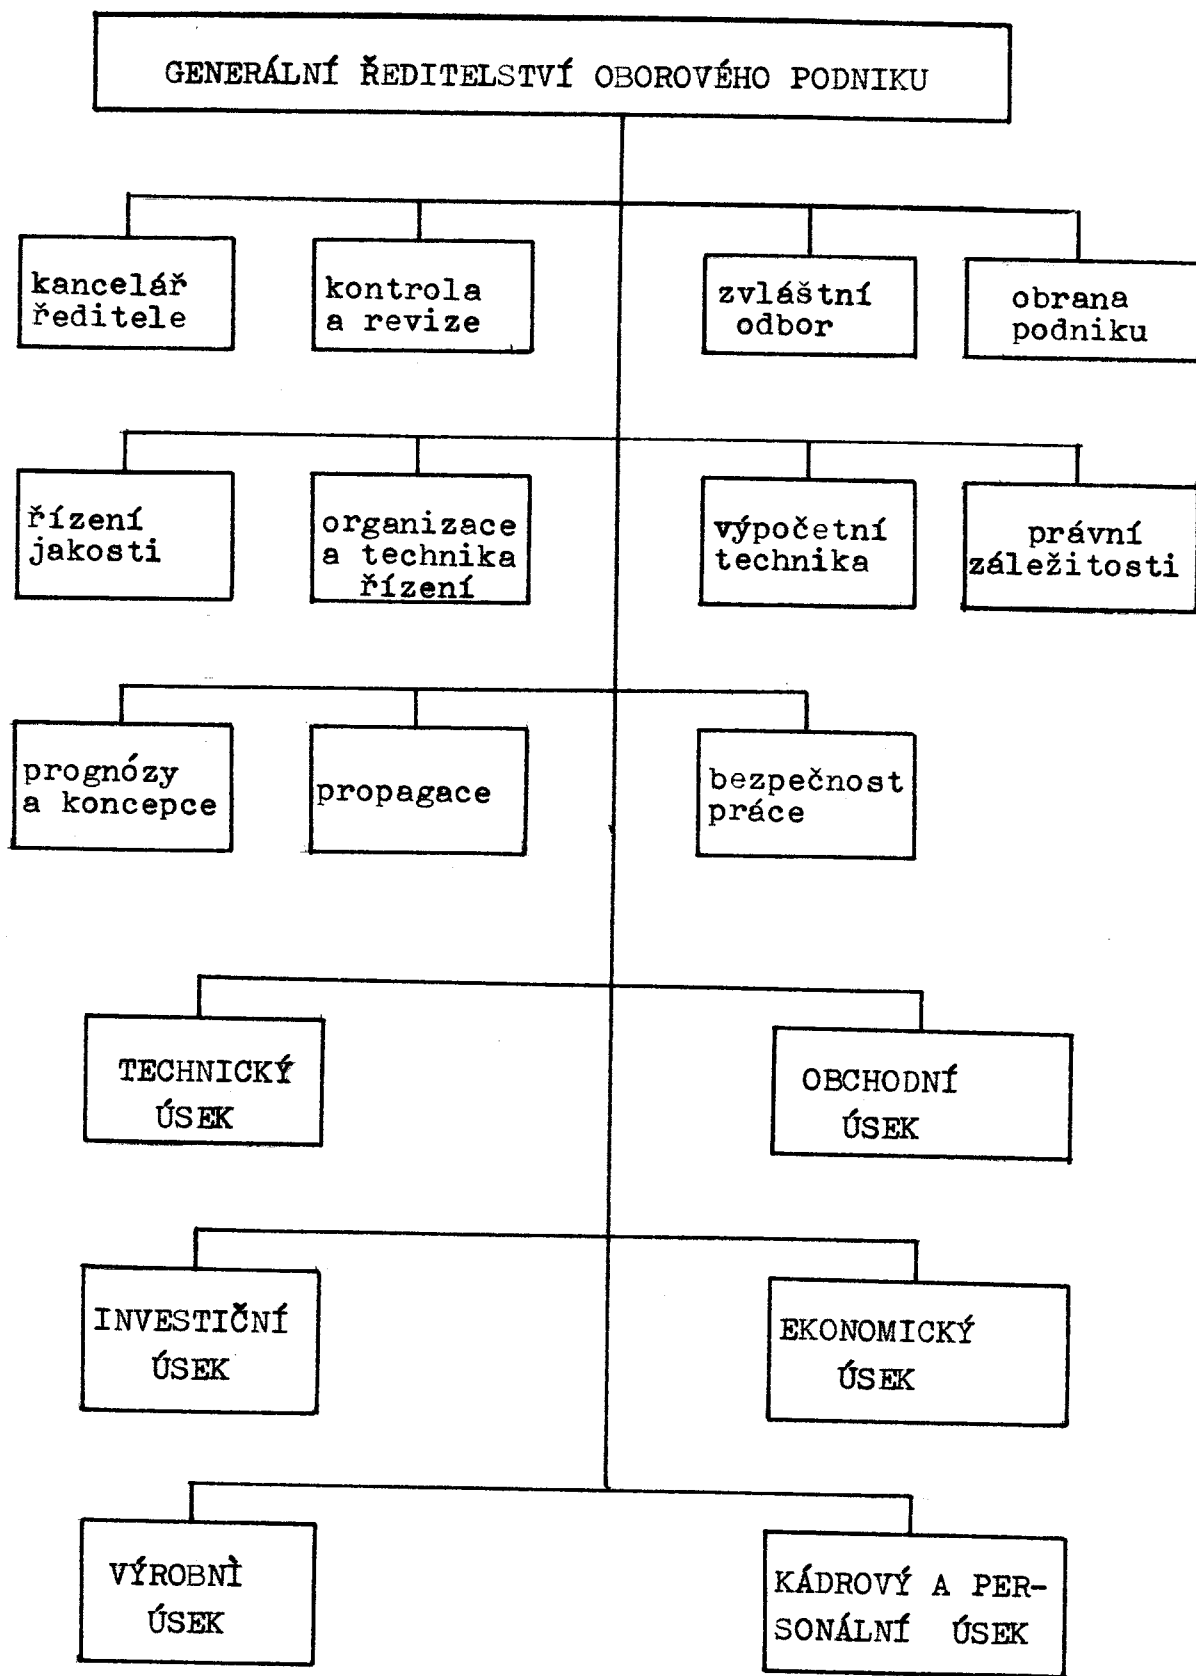 GENERÁLNÍ ŘEDITELSTVÍ OBOROVÉHO PODNIKU
kancelář
ředitele
kontrola
a revize
zvláštní
odbor
obrana
podniku
řízení
jakosti
organizace
a technika
řízení
výpočetní
technika
právní
záležitosti
prognózy
a koncepce
propagace
bezpečnost
práce
TECHNICKÝ
ÚSEK
OBCHODNÍ
ÚSEK
INVESTIČNÍ
ÚSEK
EKONOMICKÝ
ÚSEK
VÝROBNÌ
ÚSEK
KÁDROVÝ A PER-
SONÁLNÍ ÚSEK